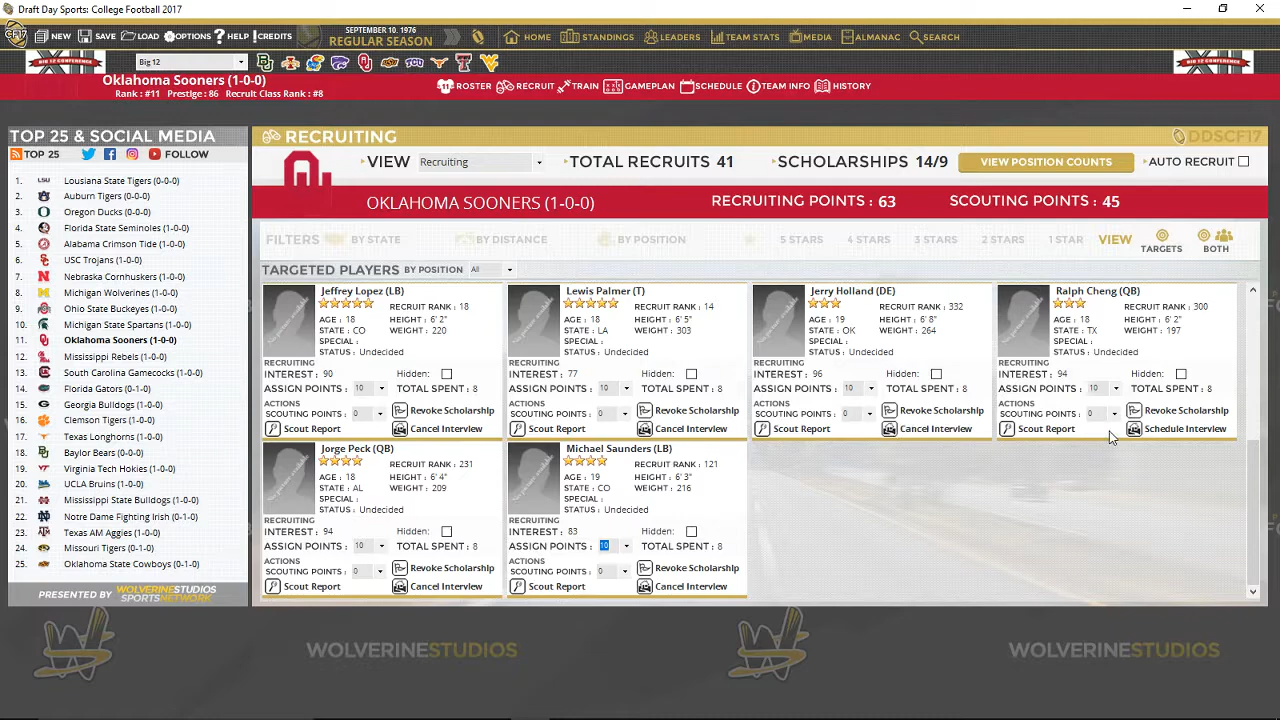 Draft Day Sports: College Football 2017
NEW SAVE LOAD OPTIONS HELP CREDITS
SEPTEMBER 10. 1976
REGULAR SEASON
HOME STANDINGS LEADERS TEAM STATS MEDIA ALMANAC SEARCH
BIG 12 CONFERENCE
Big 12
BIG 12 CONFERENCE
Oklahoma Sooners (1-0-0)
Rank : #11 Prestige : 86 Recruit Class Rank : #8
ROSTER RECRUIT TRAIN GAMEPLAN SCHEDULE TEAM INFO HISTORY
TOP 25 & SOCIAL MEDIA
TOP 25 FOLLOW
1. LSU Lousiana State Tigers (0-0-0)
2. Auburn Tigers (0-0-0)
3. Oregon Ducks (0-0-0)
4. Florida State Seminoles (1-0-0)
5. Alabama Crimson Tide (0-0-0)
6. USC Trojans (1-0-0)
7. Nebraska Cornhuskers (1-0-0)
8. Michigan Wolverines (1-0-0)
9. Ohio State Buckeyes (1-0-0)
10. Michigan State Spartans (1-0-0)
11. Oklahoma Sooners (1-0-0)
12. Mississippi Rebels (1-0-0)
13. South Carolina Gamecocks (1-0-0)
14. Florida Gators (0-1-0)
15. Georgia Bulldogs (1-0-0)
16. Clemson Tigers (1-0-0)
17. Texas Longhorns (1-0-0)
18. Baylor Bears (0-0-0)
19. Virginia Tech Hokies (1-0-0)
20. UCLA Bruins (1-0-0)
21. Mississippi State Bulldogs (1-0-0)
22. Notre Dame Fighting Irish (0-1-0)
23. Texas AM Aggies (1-0-0)
24. Missouri Tigers (0-1-0)
25. Oklahoma State Cowboys (0-1-0)
PRESENTED BY WOLVERINESTUDIOS SPORTSNETWORK
RECRUITING DDSCF17
VIEW Recruiting TOTAL RECRUITS 41 SCHOLARSHIPS 14/9 VIEW POSITION COUNTS AUTO RECRUIT
OKLAHOMA SOONERS (1-0-0) RECRUITING POINTS : 63 SCOUTING POINTS : 45
FILTERS BY STATE BY DISTANCE BY POSITION 5 STARS 4 STARS 3 STARS 2 STARS 1 STAR VIEW TARGETS BOTH
TARGETED PLAYERS BY POSITION All
Jeffrey Lopez (LB)
RECRUIT RANK : 18
AGE : 18 HEIGHT : 6' 2"
STATE : CO WEIGHT : 220
SPECIAL :
STATUS : Undecided
RECRUITING
INTEREST : 90 Hidden:
ASSIGN POINTS : 10 TOTAL SPENT : 8
ACTIONS
SCOUTING POINTS : 0 Revoke Scholarship
Scout Report Cancel Interview
Lewis Palmer (T)
RECRUIT RANK : 14
AGE : 18 HEIGHT : 6' 5"
STATE : LA WEIGHT : 303
SPECIAL :
STATUS : Undecided
RECRUITING
INTEREST : 77 Hidden:
ASSIGN POINTS : 10 TOTAL SPENT : 8
ACTIONS
SCOUTING POINTS : 0 Revoke Scholarship
Scout Report Cancel Interview
Jerry Holland (DE)
RECRUIT RANK : 332
AGE : 19 HEIGHT : 6' 8"
STATE : OK WEIGHT : 264
SPECIAL :
STATUS : Undecided
RECRUITING
INTEREST : 96 Hidden:
ASSIGN POINTS : 10 TOTAL SPENT : 8
ACTIONS
SCOUTING POINTS : 0 Revoke Scholarship
Scout Report Cancel Interview
Ralph Cheng (QB)
RECRUIT RANK : 300
AGE : 18 HEIGHT : 6' 2"
STATE : TX WEIGHT : 197
SPECIAL :
STATUS : Undecided
RECRUITING
INTEREST : 94 Hidden:
ASSIGN POINTS : 10 TOTAL SPENT : 8
ACTIONS
SCOUTING POINTS : 0 Revoke Scholarship
Scout Report Schedule Interview
Jorge Peck (QB)
RECRUIT RANK : 231
AGE : 18 HEIGHT : 6' 4"
STATE : AL WEIGHT : 209
SPECIAL :
STATUS : Undecided
RECRUITING
INTEREST : 94 Hidden:
ASSIGN POINTS : 10 TOTAL SPENT : 8
ACTIONS
SCOUTING POINTS : 0 Revoke Scholarship
Scout Report Cancel Interview
Michael Saunders (LB)
RECRUIT RANK : 121
AGE : 19 HEIGHT : 6' 3"
STATE : CO WEIGHT : 216
SPECIAL :
STATUS : Undecided
RECRUITING
INTEREST : 83 Hidden:
ASSIGN POINTS : 10 TOTAL SPENT : 8
ACTIONS
SCOUTING POINTS : 0 Revoke Scholarship
Scout Report Cancel Interview
WOLVERINESTUDIOS WOLVERINESTUDIOS